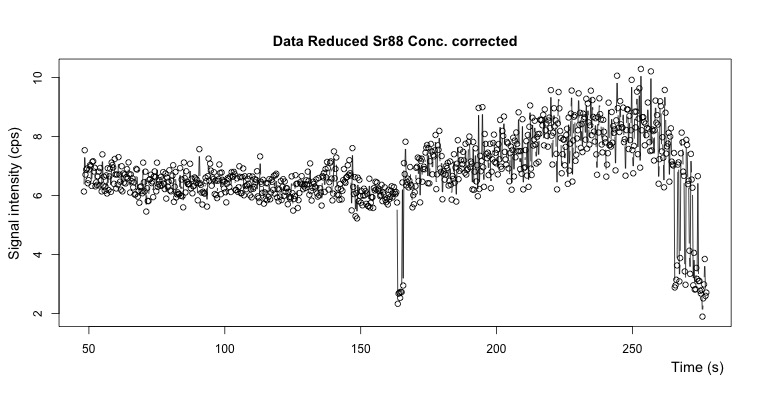 Data Reduced Sr88 Conc. corrected
Signal intensity (cps)
10
8
6
4
2
50 100 150 200 250
Time (s)